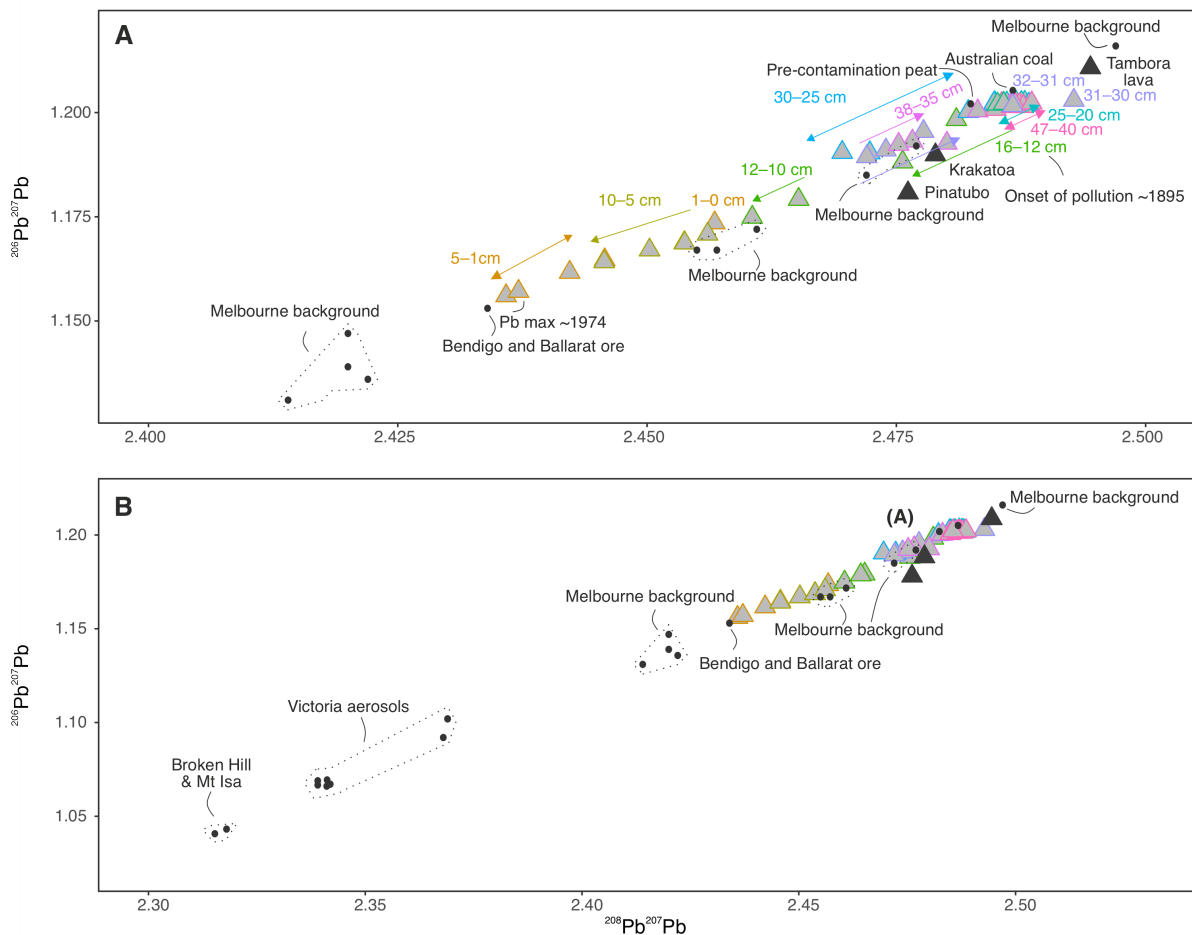 A
Melbourne background
Australian coal
Tambora
lava
Pre-contamination peat
32–31 cm
31–30 cm
30–25 cm
38–35 cm
25–20 cm
47–40 cm
16–12 cm
Krakatoa
12–10 cm
Pinatubo
Onset of pollution ~1895
10–5 cm
1–0 cm
Melbourne background
5–1cm
Melbourne background
Melbourne background
Pb max ~1974
Bendigo and Ballarat ore
1.200
1.175
1.150
²⁰⁶Pb²⁰⁷Pb
2.400
2.425
2.450
2.475
2.500
B
(A)
Melbourne background
Melbourne background
Melbourne background
Bendigo and Ballarat ore
Victoria aerosols
Broken Hill
& Mt Isa
1.20
1.15
1.10
1.05
²⁰⁶Pb²⁰⁷Pb
2.30
2.35
2.40
2.45
2.50
²⁰⁸Pb²⁰⁷Pb